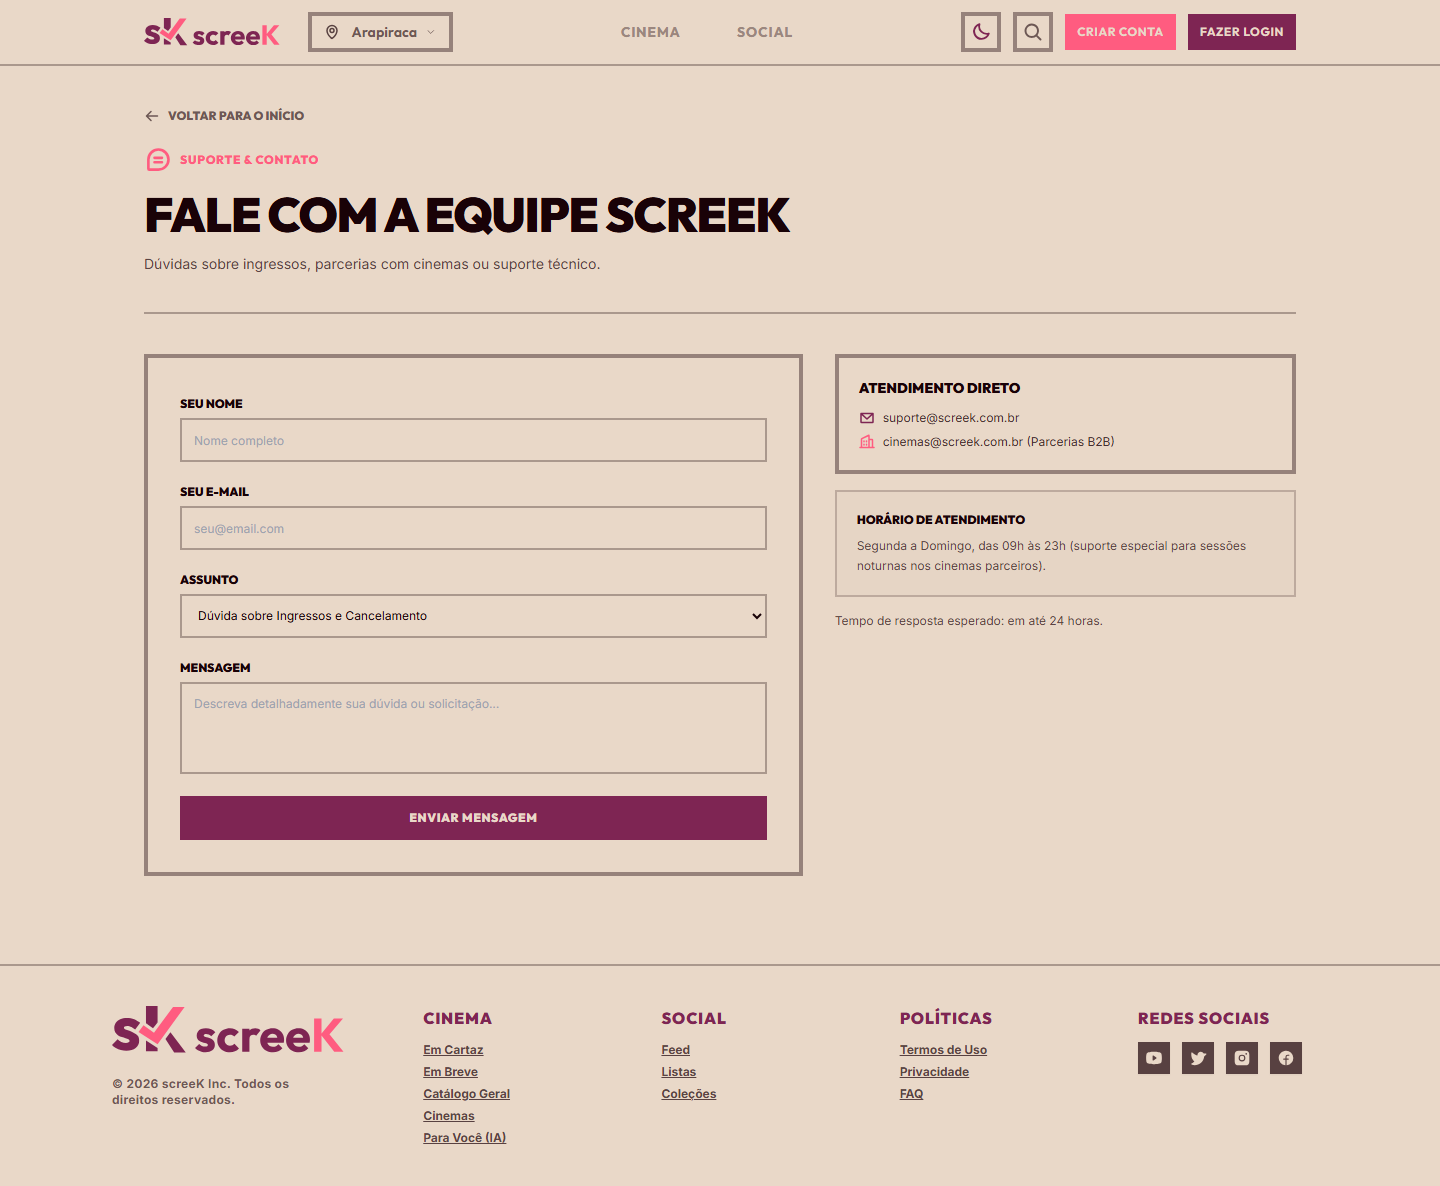 sK screeK
Arapiraca
CINEMA
SOCIAL
CRIAR CONTA
FAZER LOGIN
VOLTAR PARA O INÍCIO
SUPORTE & CONTATO
FALE COM A EQUIPE SCREEK
Dúvidas sobre ingressos, parcerias com cinemas ou suporte técnico.
SEU NOME
Nome completo
SEU E-MAIL
seu@email.com
ASSUNTO
Dúvida sobre Ingressos e Cancelamento
MENSAGEM
Descreva detalhadamente sua dúvida ou solicitação...
ENVIAR MENSAGEM
ATENDIMENTO DIRETO
suporte@screek.com.br
cinemas@screek.com.br (Parcerias B2B)
HORÁRIO DE ATENDIMENTO
Segunda a Domingo, das 09h às 23h (suporte especial para sessões
noturnas nos cinemas parceiros).
Tempo de resposta esperado: em até 24 horas.
sK screeK
© 2026 screeK Inc. Todos os
direitos reservados.
CINEMA
Em Cartaz
Em Breve
Catálogo Geral
Cinemas
Para Você (IA)
SOCIAL
Feed
Listas
Coleções
POLÍTICAS
Termos de Uso
Privacidade
FAQ
REDES SOCIAIS